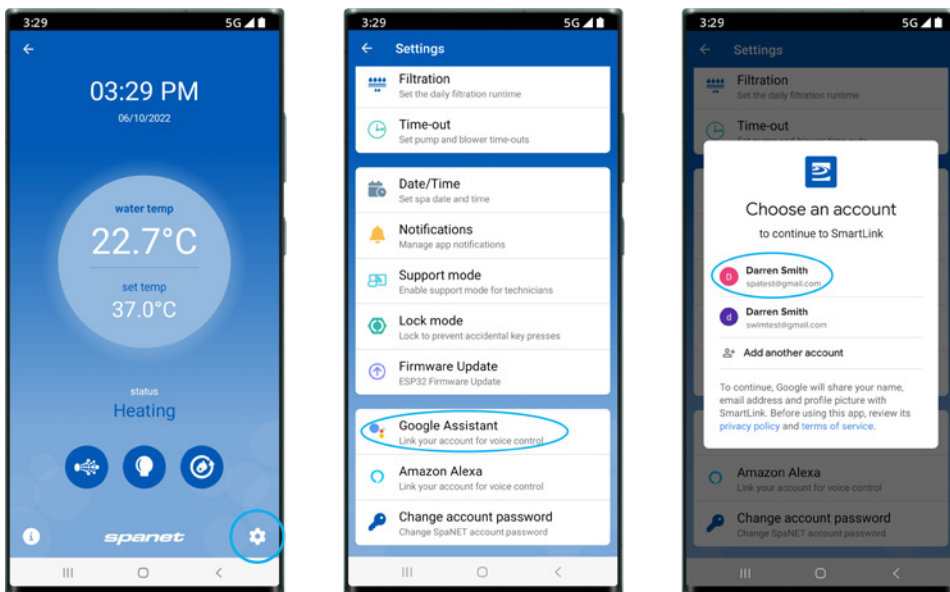 3:29
5G
03:29 PM
06/10/2022
water temp
22.7°C
set temp
37.0°C
status
Heating
spanet
3:29
5G
Settings
Filtration
Set the daily filtration runtime
Time-out
Set pump and blower time-outs
Date/Time
Set spa date and time
Notifications
Manage app notifications
Support mode
Enable support mode for technicians
Lock mode
Lock to prevent accidental key presses
Firmware Update
ESP32 Firmware Update
Google Assistant
Link your account for voice control
Amazon Alexa
Link your account for voice control
Change account password
Change SpaNET account password
3:29
5G
Settings
Filtration
Set the daily filtration runtime
Time-out
Set pump and blower time-outs
Choose an account
to continue to SmartLink
D
Darren Smith
spatest@gmail.com
d
Darren Smith
swimtest@gmail.com
Add another account
To continue, Google will share your name,
email address and profile picture with
SmartLink. Before using this app, review its
privacy policy and terms of service.
Amazon Alexa
Link your account for voice control
Change account password
Change SpaNET account password